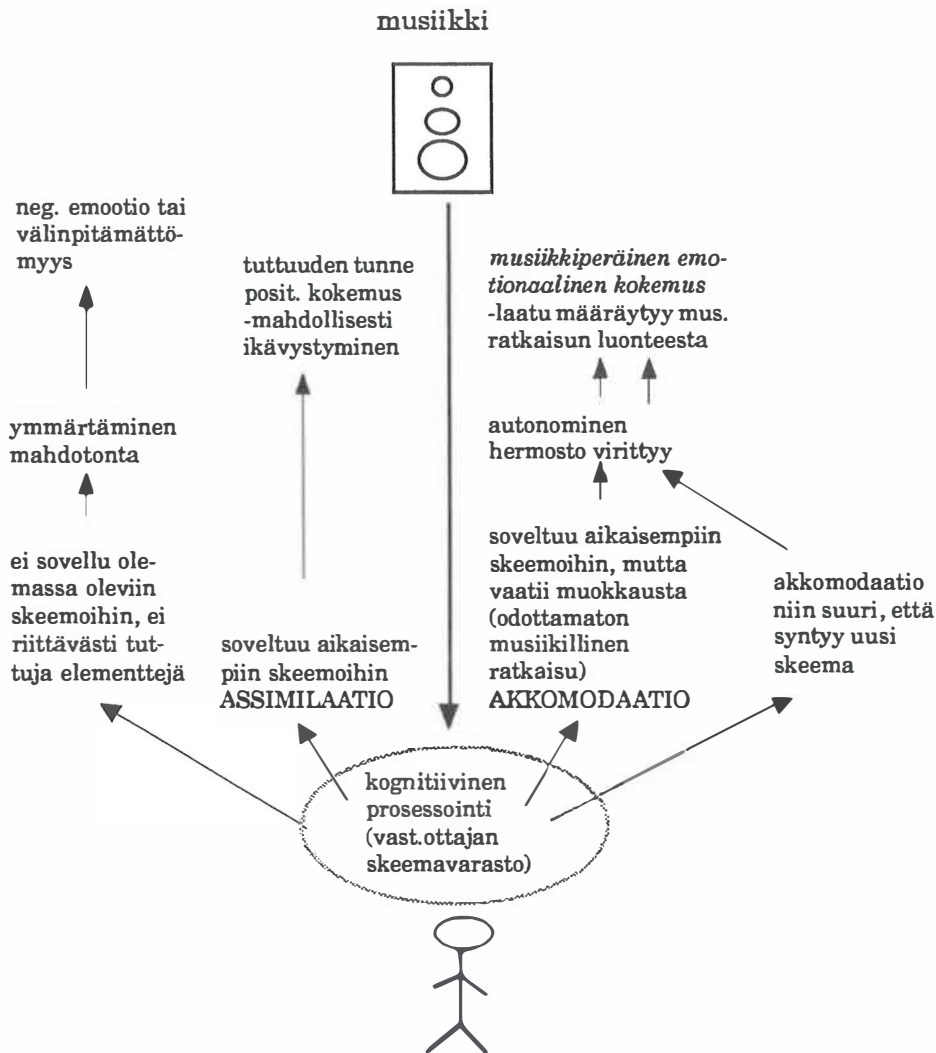 musiikki
neg. emootio tai
välinpitämättö-
myys
ymmärtäminen
mahdotonta
ei sovellu ole-
massa oleviin
skeemoihin, ei
riittävästi tut-
tuja elementtejä
tuttuuden tunne
posit. kokemus
-mahdollisesti
ikävystyminen
soveltuu aikaisem-
piin skeemoihin
ASSIMILAATIO
musiikkiperäinen emo-
tionaalinen kokemus
-laatu määräytyy mus.
ratkaisun luonteesta
autonominen
hermosto virittyy
soveltuu aikaisempiin
skeemoihin, mutta
vaatii muokkausta
(odottamaton
musiikillinen
ratkaisu)
AKKOMODAATIO
akkomodaatio
niin suuri, että
syntyy uusi
skeema
kognitiivinen
prosessointi
(vast.ottajan
skeemavarasto)